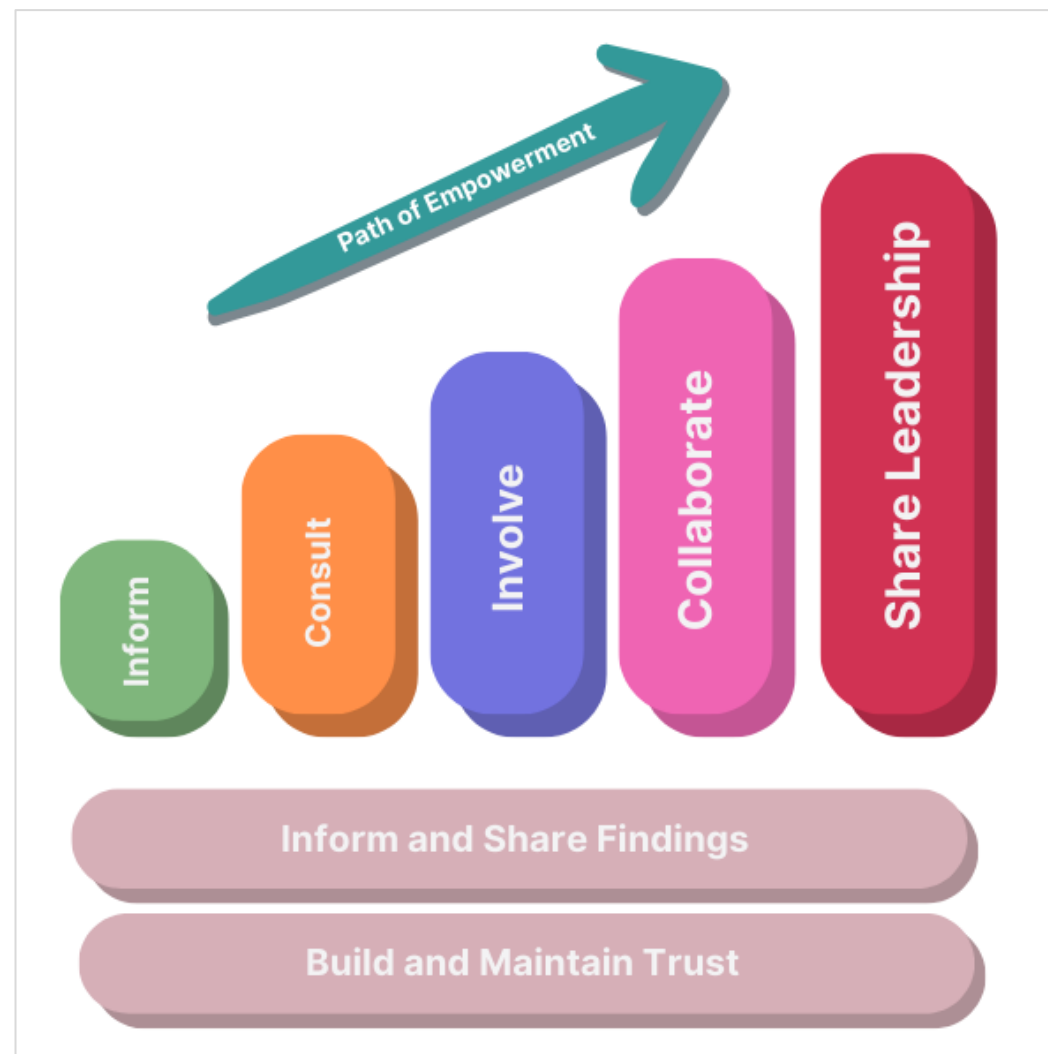 Path of Empowerment
Inform
Consult
Involve
Collaborate
Share Leadership
Inform and Share Findings
Build and Maintain Trust